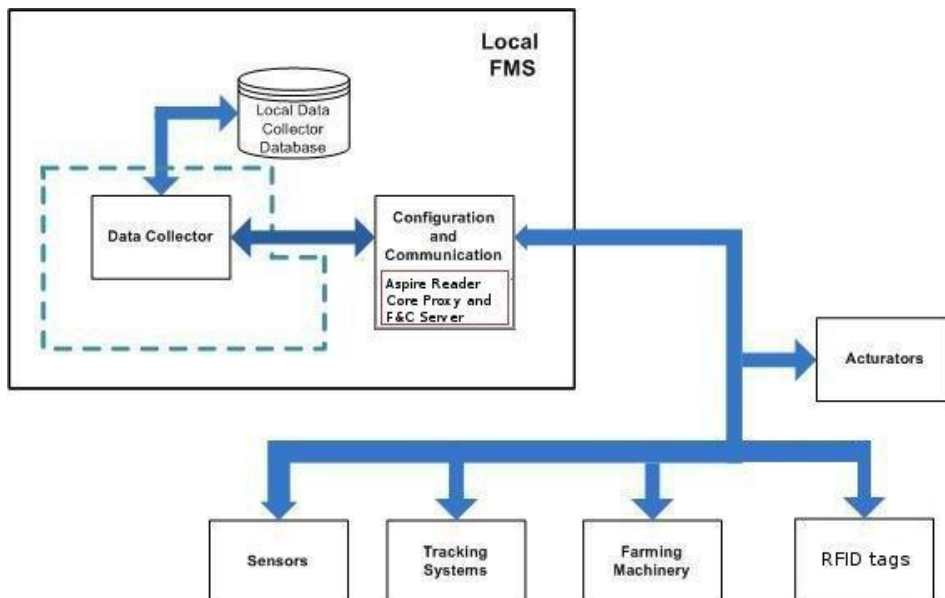 Local
FMS
Local Data
Collector
Database
Data Collector
Configuration
and
Communication
Aspire Reader
Core Proxy and
F&C Server
Acturators
Sensors
Tracking
Systems
Farming
Machinery
RFID tags